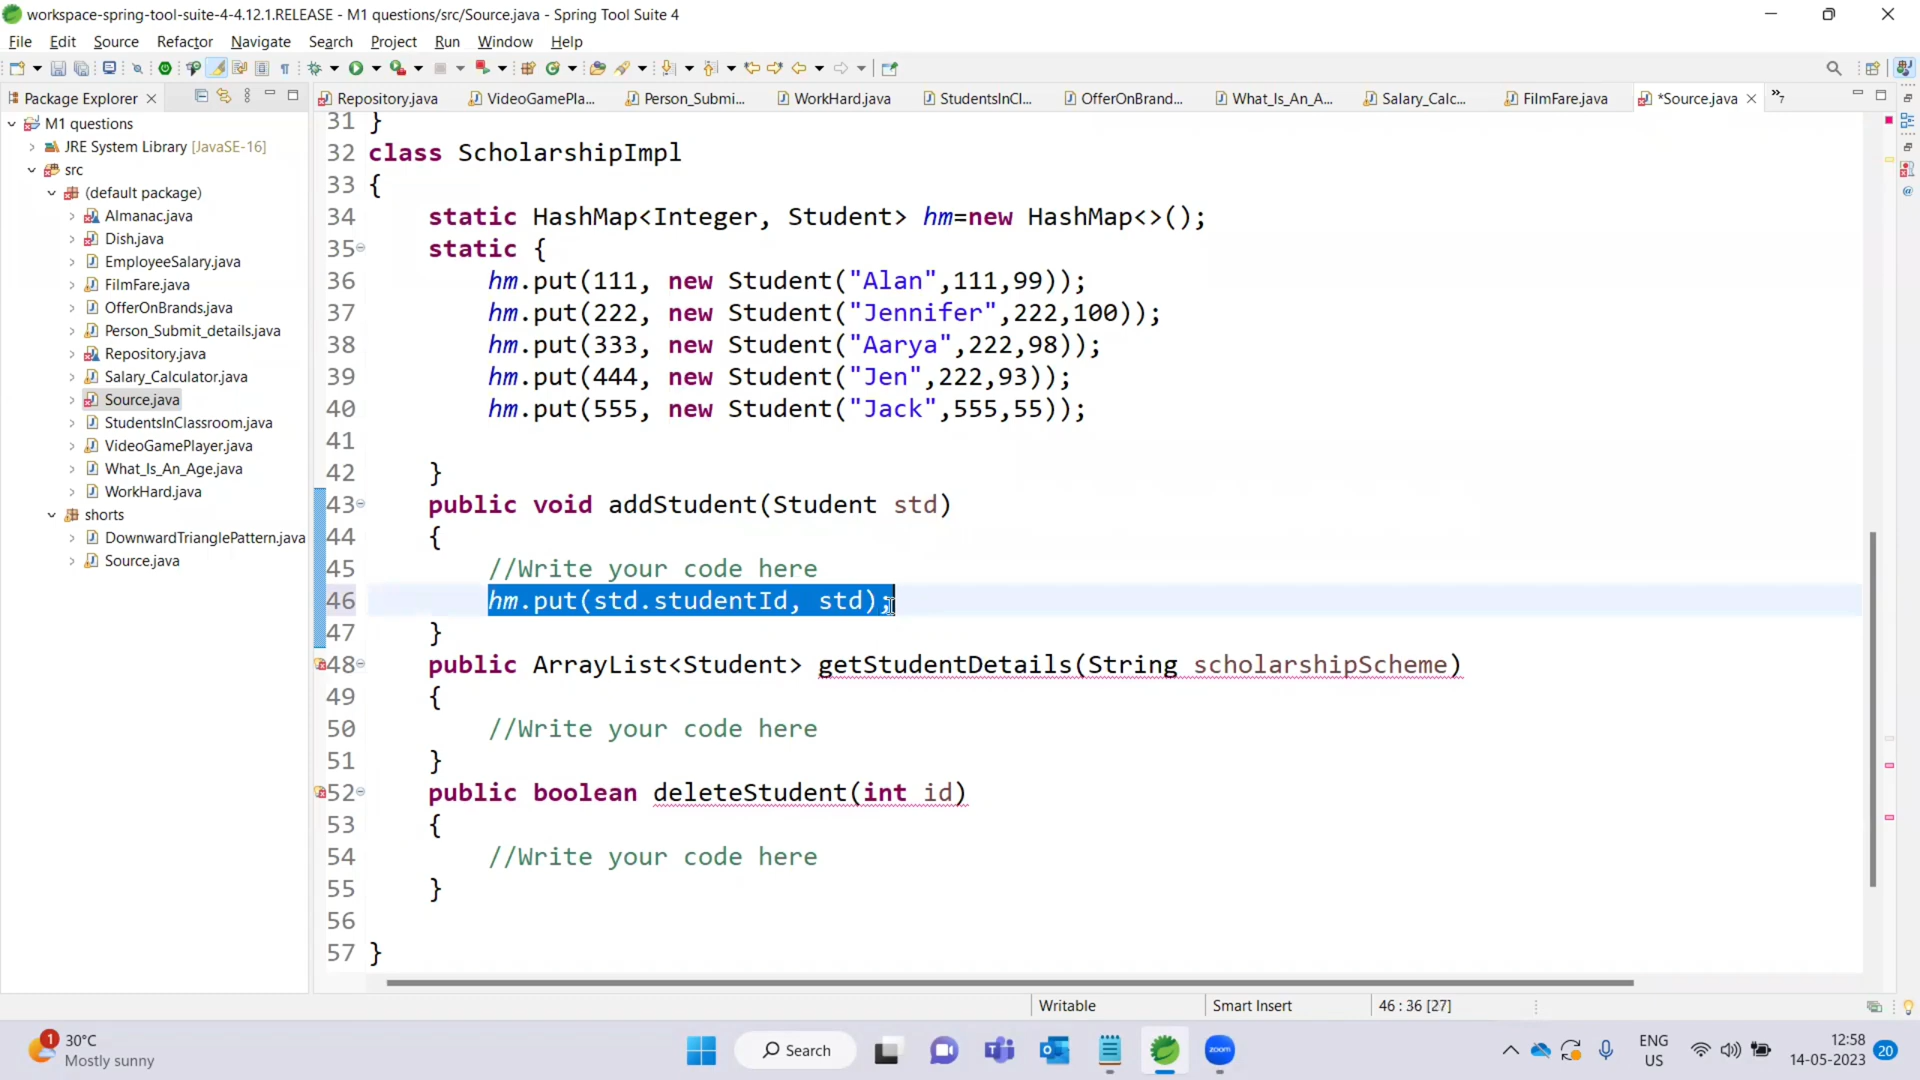 workspace-spring-tool-suite-4-4.12.1.RELEASE - M1 questions/src/Source.java - Spring Tool Suite 4
File Edit Source Refactor Navigate Search Project Run Window Help
Package Explorer
Repository.java VideoGamePla... Person_Submi... WorkHard.java StudentsInCl... OfferOnBrand... What_Is_An_A... Salary_Calc... FilmFare.java *Source.java »7
M1 questions
JRE System Library [JavaSE-16]
src
(default package)
Almanac.java
Dish.java
EmployeeSalary.java
FilmFare.java
OfferOnBrands.java
Person_Submit_details.java
Repository.java
Salary_Calculator.java
Source.java
StudentsInClassroom.java
VideoGamePlayer.java
What_Is_An_Age.java
WorkHard.java
shorts
DownwardTrianglePattern.java
Source.java
31 }
32 class ScholarshipImpl
33 {
34 static HashMap<Integer, Student> hm=new HashMap<>();
35 static {
36 hm.put(111, new Student("Alan",111,99));
37 hm.put(222, new Student("Jennifer",222,100));
38 hm.put(333, new Student("Aarya",222,98));
39 hm.put(444, new Student("Jen",222,93));
40 hm.put(555, new Student("Jack",555,55));
41
42 }
43 public void addStudent(Student std)
44 {
45 //Write your code here
46 hm.put(std.studentId, std);
47 }
48 public ArrayList<Student> getStudentDetails(String scholarshipScheme)
49 {
50 //Write your code here
51 }
52 public boolean deleteStudent(int id)
53 {
54 //Write your code here
55 }
56
57 }
Writable Smart Insert 46 : 36 [27]
1
30°C
Mostly sunny
Search
zoom
ENG
US
12:58
14-05-2023
20